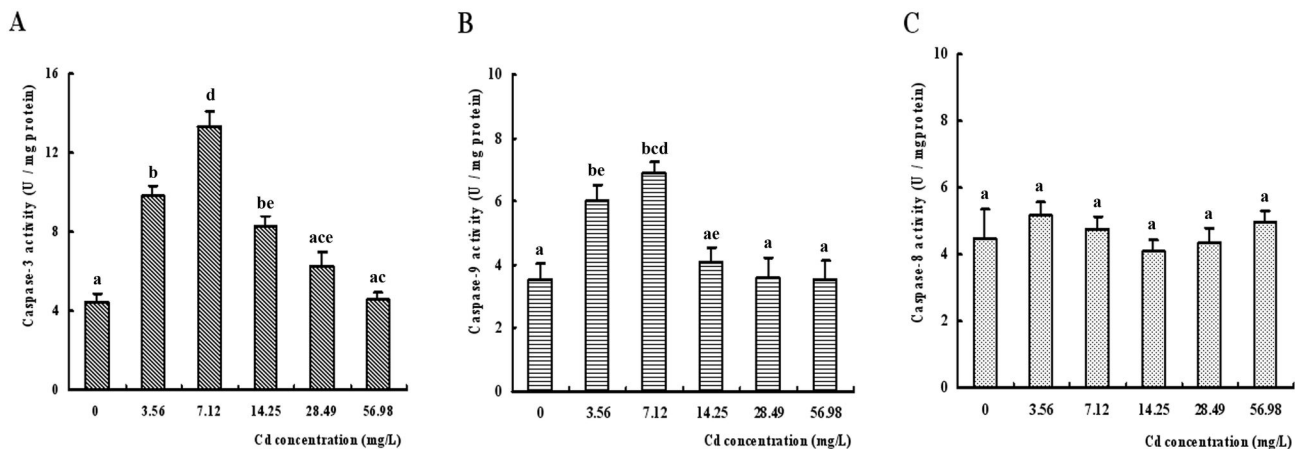 A
Caspase-3 activity (U / mg protein)
16
12
8
4
0
a
b
d
be
ace
ac
0 3.56 7.12 14.25 28.49 56.98
Cd concentration (mg/L)
B
Caspase-9 activity (U / mg protein)
10
8
6
4
2
0
a
be
bcd
ae
a
a
0 3.56 7.12 14.25 28.49 56.98
Cd concentration (mg/L)
C
Caspase-8 activity (U / mgprotein)
10
8
6
4
2
0
a
a
a
a
a
a
0 3.56 7.12 14.25 28.49 56.98
Cd concentration (mg/L)